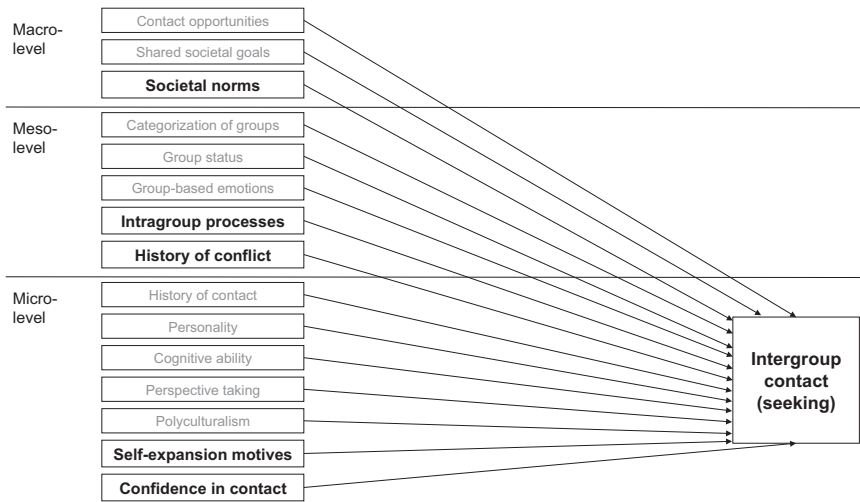 Macro-
level
Contact opportunities
Shared societal goals
Societal norms
Meso-
level
Categorization of groups
Group status
Group-based emotions
Intragroup processes
History of conflict
Micro-
level
History of contact
Personality
Cognitive ability
Perspective taking
Polyculturalism
Self-expansion motives
Confidence in contact
Intergroup
contact
(seeking)